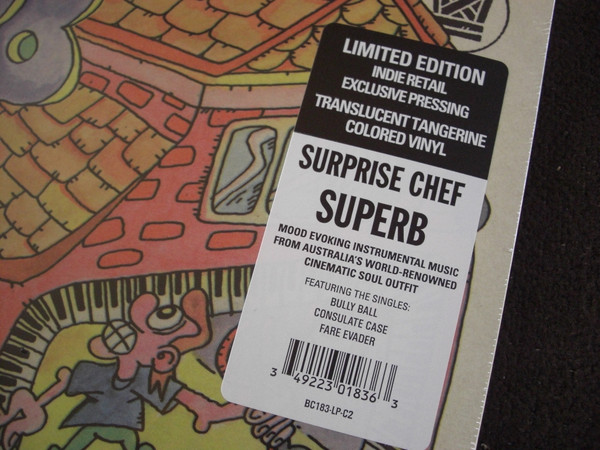 LIMITED EDITION
INDIE RETAIL
EXCLUSIVE PRESSING
TRANSLUCENT TANGERINE
COLORED VINYL
SURPRISE CHEF
SUPERB
MOOD EVOKING INSTRUMENTAL MUSIC
FROM AUSTRALIA'S WORLD-RENOWNED
CINEMATIC SOUL OUTFIT
FEATURING THE SINGLES:
BULLY BALL
CONSULATE CASE
FARE EVADER
3 49223 01836 3
BC183-LP-C2